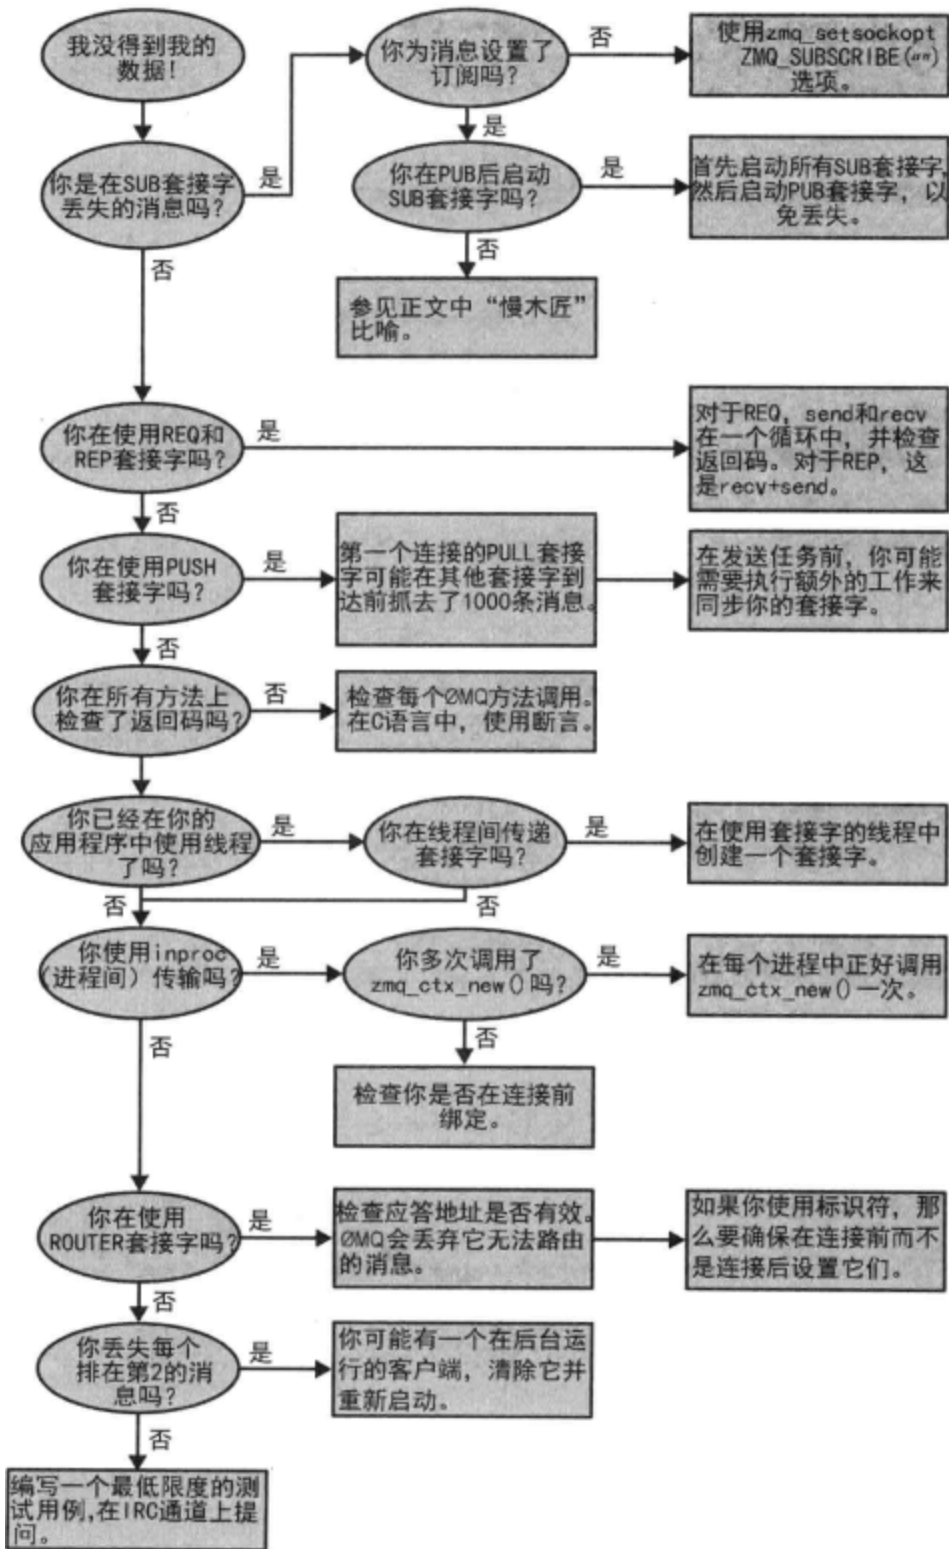 我没得到我的
数据!
你为消息设置了
订阅吗?
否
使用zmq_setsockopt
ZMQ_SUBSCRIBE("")
选项。
是
你是在SUB套接字
丢失的消息吗?
是
你在PUB后启动
SUB套接字吗?
是
首先启动所有SUB套接字,
然后启动PUB套接字, 以
免丢失。
否
否
参见正文中“慢木匠”
比喻。
你在使用REQ和
REP套接字吗?
是
对于REQ, send和recv
在一个循环中, 并检查
返回码。对于REP, 这
是recv+send。
否
你在使用PUSH
套接字吗?
是
第一个连接的PULL套接
字可能在其他套接字到
达前抓去了1000条消息。
在发送任务前, 你可能
需要执行额外的工作来
同步你的套接字。
否
你在所有方法上
检查了返回码吗?
否
检查每个ØMQ方法调用。
在C语言中, 使用断言。
你已经在你的
应用程序中使用线程
了吗?
是
你在线程间传递
套接字吗?
是
在使用套接字的线程中
创建一个套接字。
否
否
你使用inproc
(进程间) 传输吗?
是
你多次调用了
zmq_ctx_new()吗?
是
在每个进程中正好调用
zmq_ctx_new()一次。
否
否
检查你是否在连接前
绑定。
你在使用
ROUTER套接字吗?
是
检查应答地址是否有效。
ØMQ会丢弃它无法路由
的消息。
如果你使用标识符, 那
么要确保在连接前而不
是连接后设置它们。
否
你丢失每个
排在第2的消
息吗?
是
你可能有一个在后台运
行的客户端, 清除它并
重新启动。
否
编写一个最低限度的测
试用例,在IRC通道上提
问。